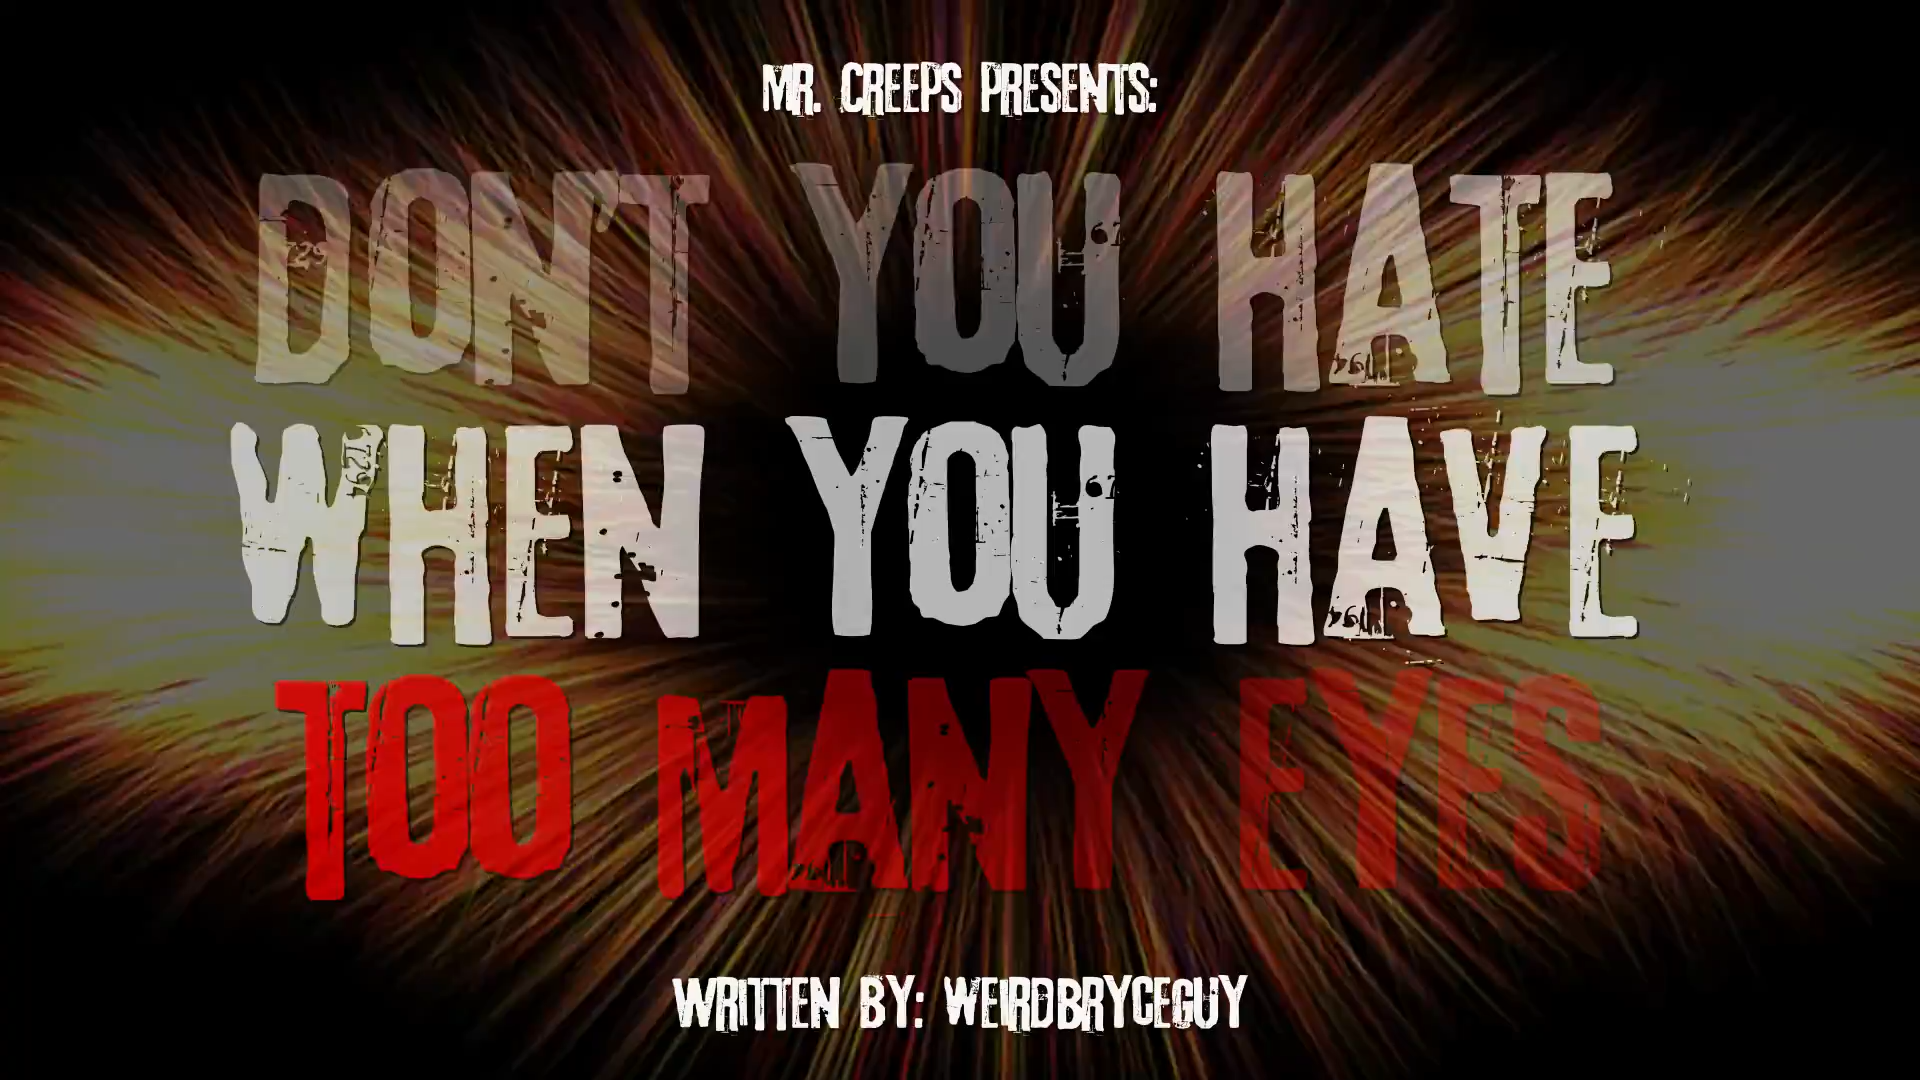 MR. CREEPS PRESENTS:
DON'T YOU HATE
WHEN YOU HAVE
TOO MANY EYES
WRITTEN BY: WEIRDBRYCEGUY